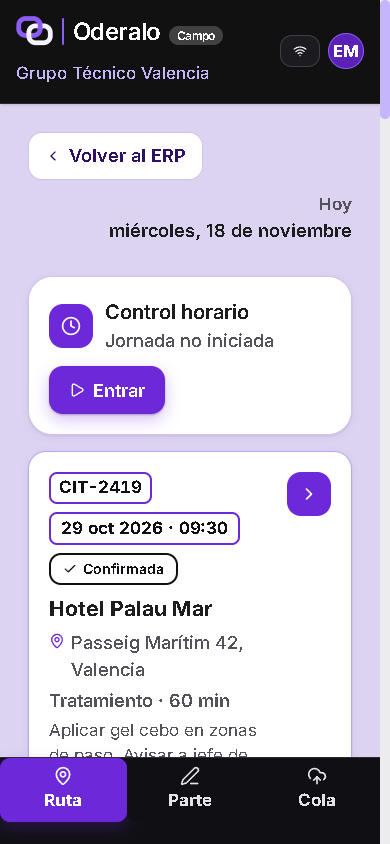 Oderalo Campo
Grupo Técnico Valencia
EM
Volver al ERP
Hoy
miércoles, 18 de noviembre
Control horario
Jornada no iniciada
Entrar
CIT-2419
29 oct 2026 · 09:30
Confirmada
Hotel Palau Mar
Passeig Marítim 42,
Valencia
Tratamiento · 60 min
Aplicar gel cebo en zonas
de paso. Avisar a jefe de
Ruta
Parte
Cola